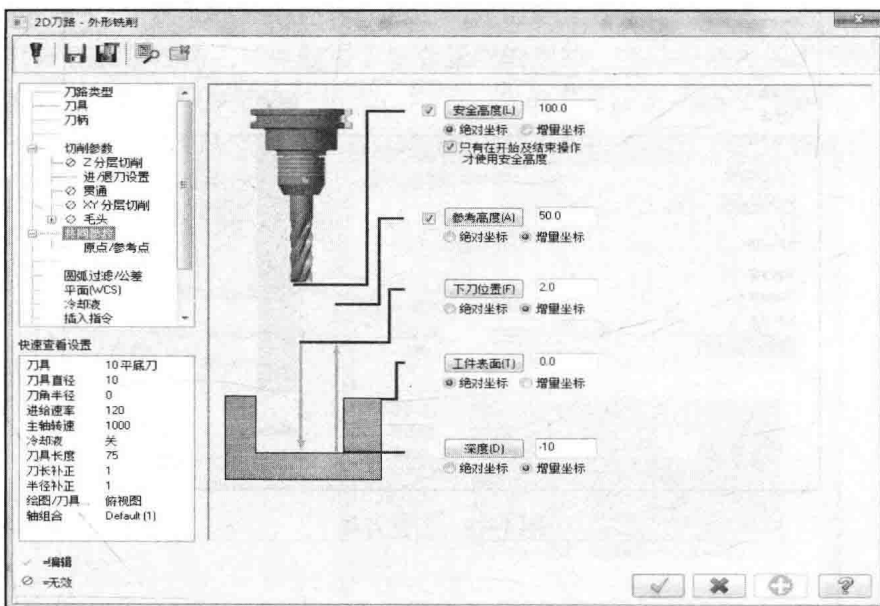 2D刀路 - 外形铣削
刀路类型
刀具
刀柄
切削参数
Z分层切削
进/退刀设置
贯通
XY分层切削
毛头
原点/参考点
圆弧过滤/公差
平面(WCS)
冷却液
插入指令
快速查看设置
刀具 10平底刀
刀具直径 10
刀角半径 0
进给速率 120
主轴转速 1000
冷却液 关
刀具长度 75
刀长补正 1
半径补正 1
绘图/刀具... 俯视图
轴组合 Default (1)
=编辑
=无效
安全高度(L) 100.0
绝对坐标 增量坐标
只有在开始及结束操作
才使用安全高度
参考高度(A) 50.0
绝对坐标 增量坐标
下刀位置(F) 2.0
绝对坐标 增量坐标
工件表面(T) 0.0
绝对坐标 增量坐标
深度(D) -10
绝对坐标 增量坐标